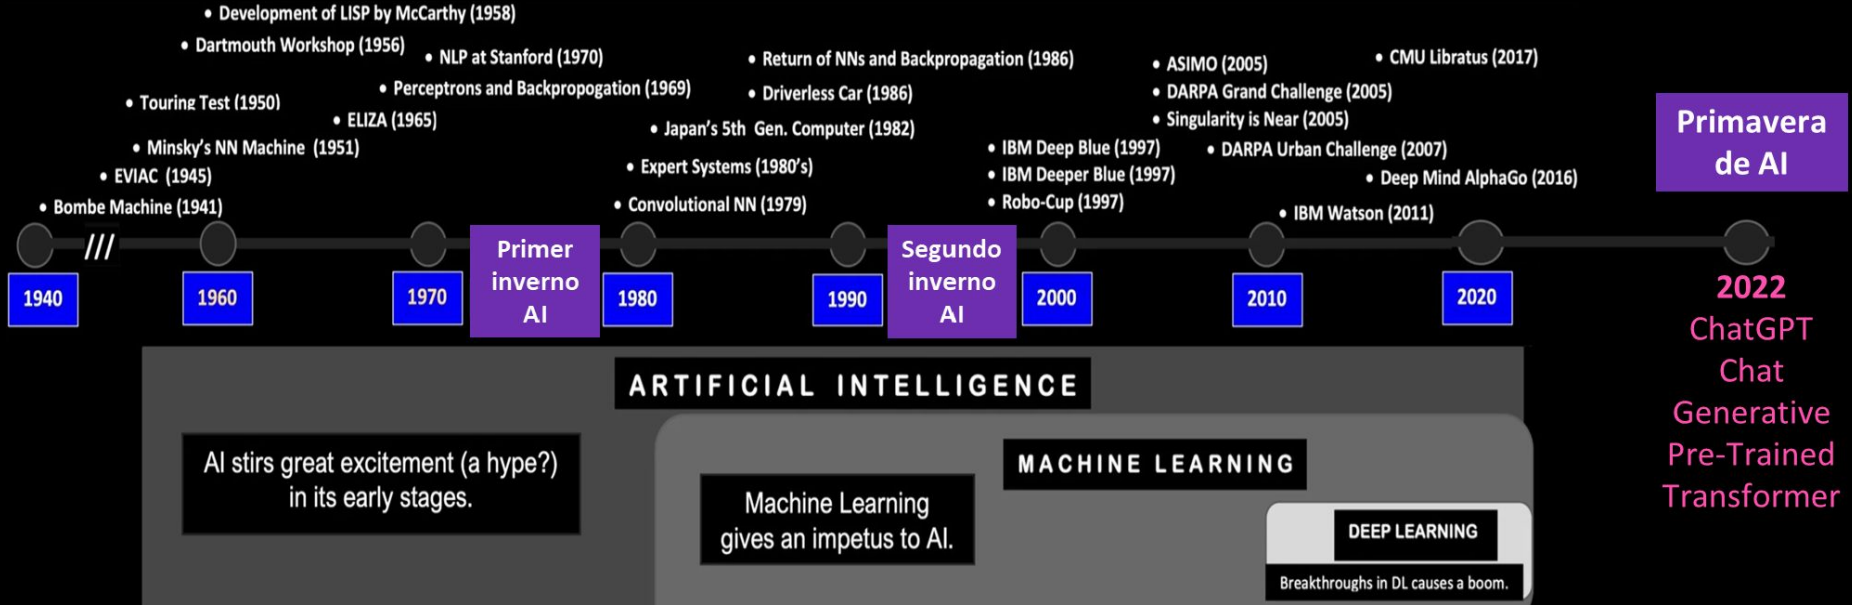 • Development of LISP by McCarthy (1958)
• Dartmouth Workshop (1956)
• NLP at Stanford (1970)
• Perceptrons and Backpropogation (1969)
• Touring Test (1950)
• ELIZA (1965)
• Minsky's NN Machine (1951)
• EVIAC (1945)
• Bombe Machine (1941)
• Return of NNs and Backpropagation (1986)
• Driverless Car (1986)
• Japan's 5th Gen. Computer (1982)
• Expert Systems (1980's)
• Convolutional NN (1979)
• ASIMO (2005)
• DARPA Grand Challenge (2005)
• Singularity is Near (2005)
• IBM Deep Blue (1997)
• IBM Deeper Blue (1997)
• Robo-Cup (1997)
• CMU Libratus (2017)
• DARPA Urban Challenge (2007)
• Deep Mind AlphaGo (2016)
• IBM Watson (2011)
Primavera
de AI
///
1940
1960
1970
Primer
inverno
AI
1980
1990
Segundo
inverno
AI
2000
2010
2020
2022
ChatGPT
Chat
Generative
Pre-Trained
Transformer
ARTIFICIAL INTELLIGENCE
AI stirs great excitement (a hype?)
in its early stages.
MACHINE LEARNING
Machine Learning
gives an impetus to AI.
DEEP LEARNING
Breakthroughs in DL causes a boom.